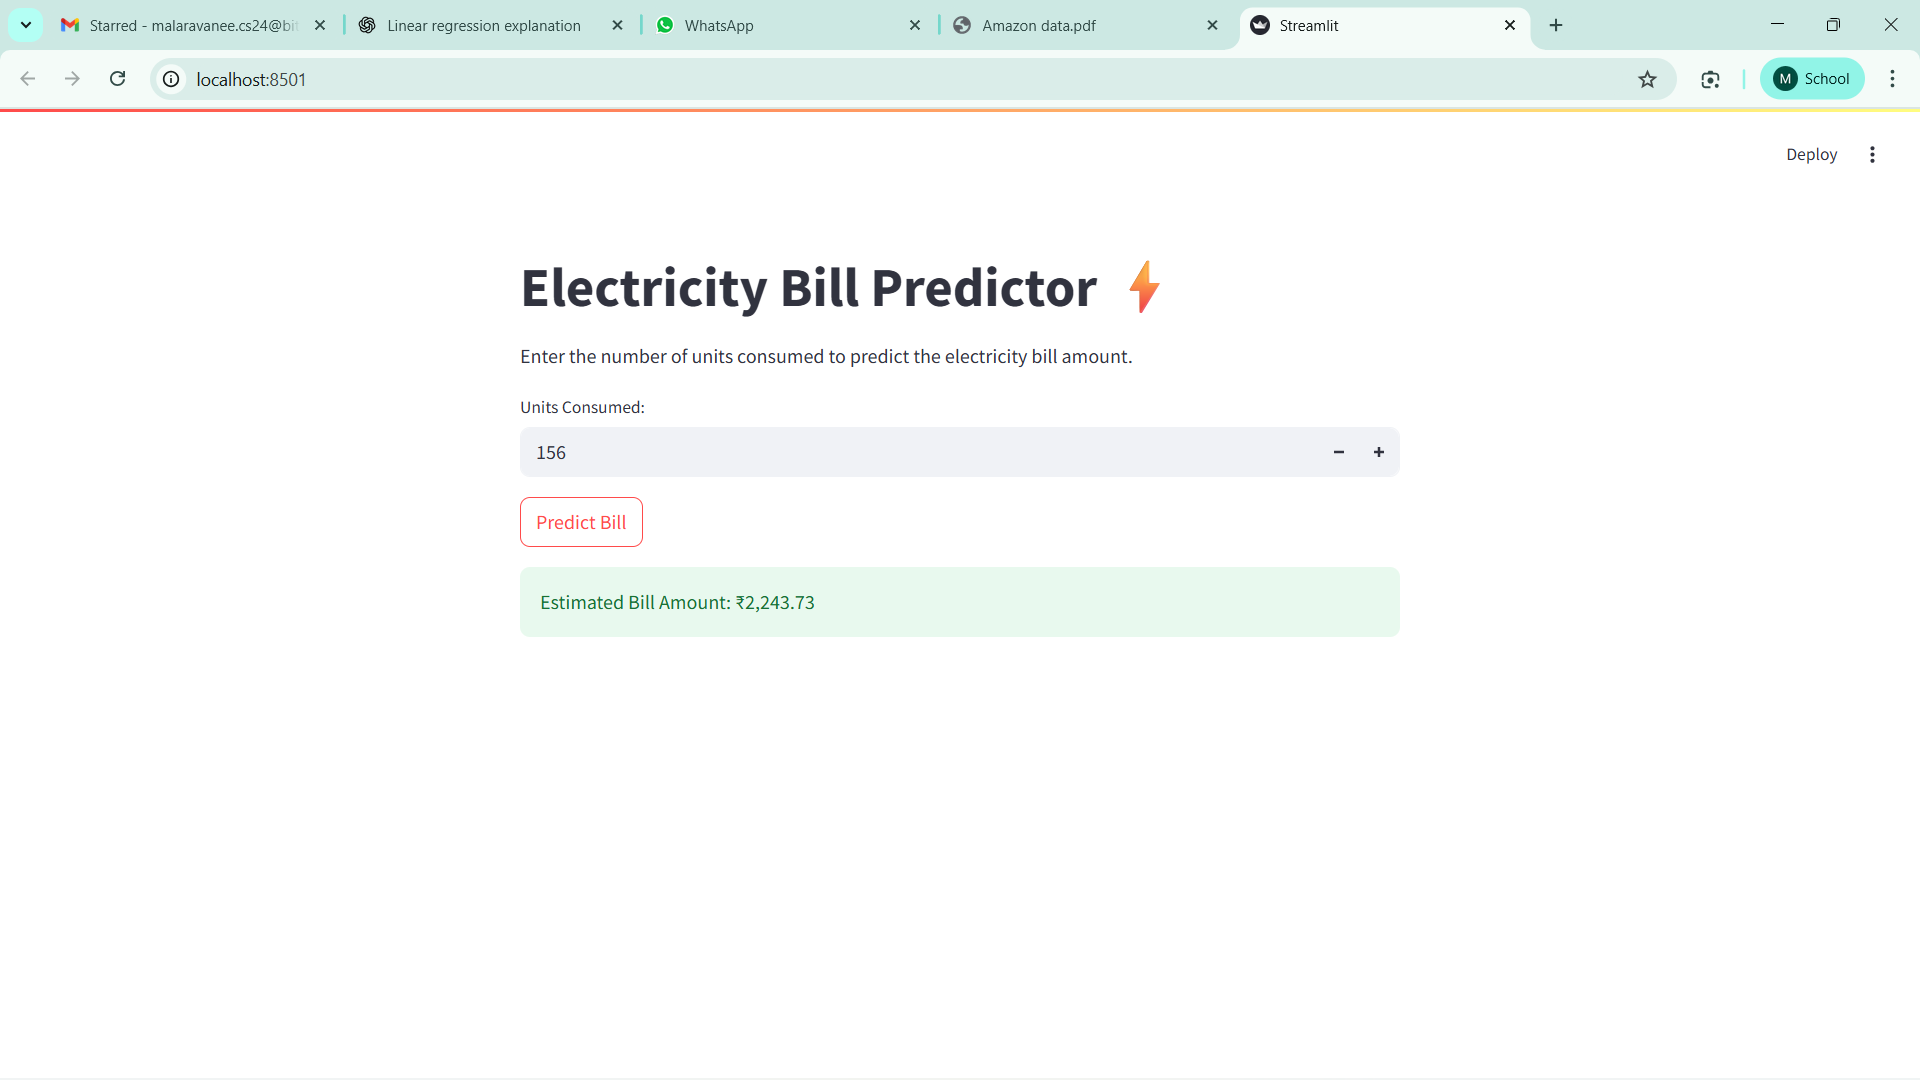 Starred - malaravanee.cs24@bi
Linear regression explanation
WhatsApp
Amazon data.pdf
Streamlit
localhost:8501
M School
Deploy
Electricity Bill Predictor ⚡
Enter the number of units consumed to predict the electricity bill amount.
Units Consumed:
156
Predict Bill
Estimated Bill Amount: ₹2,243.73